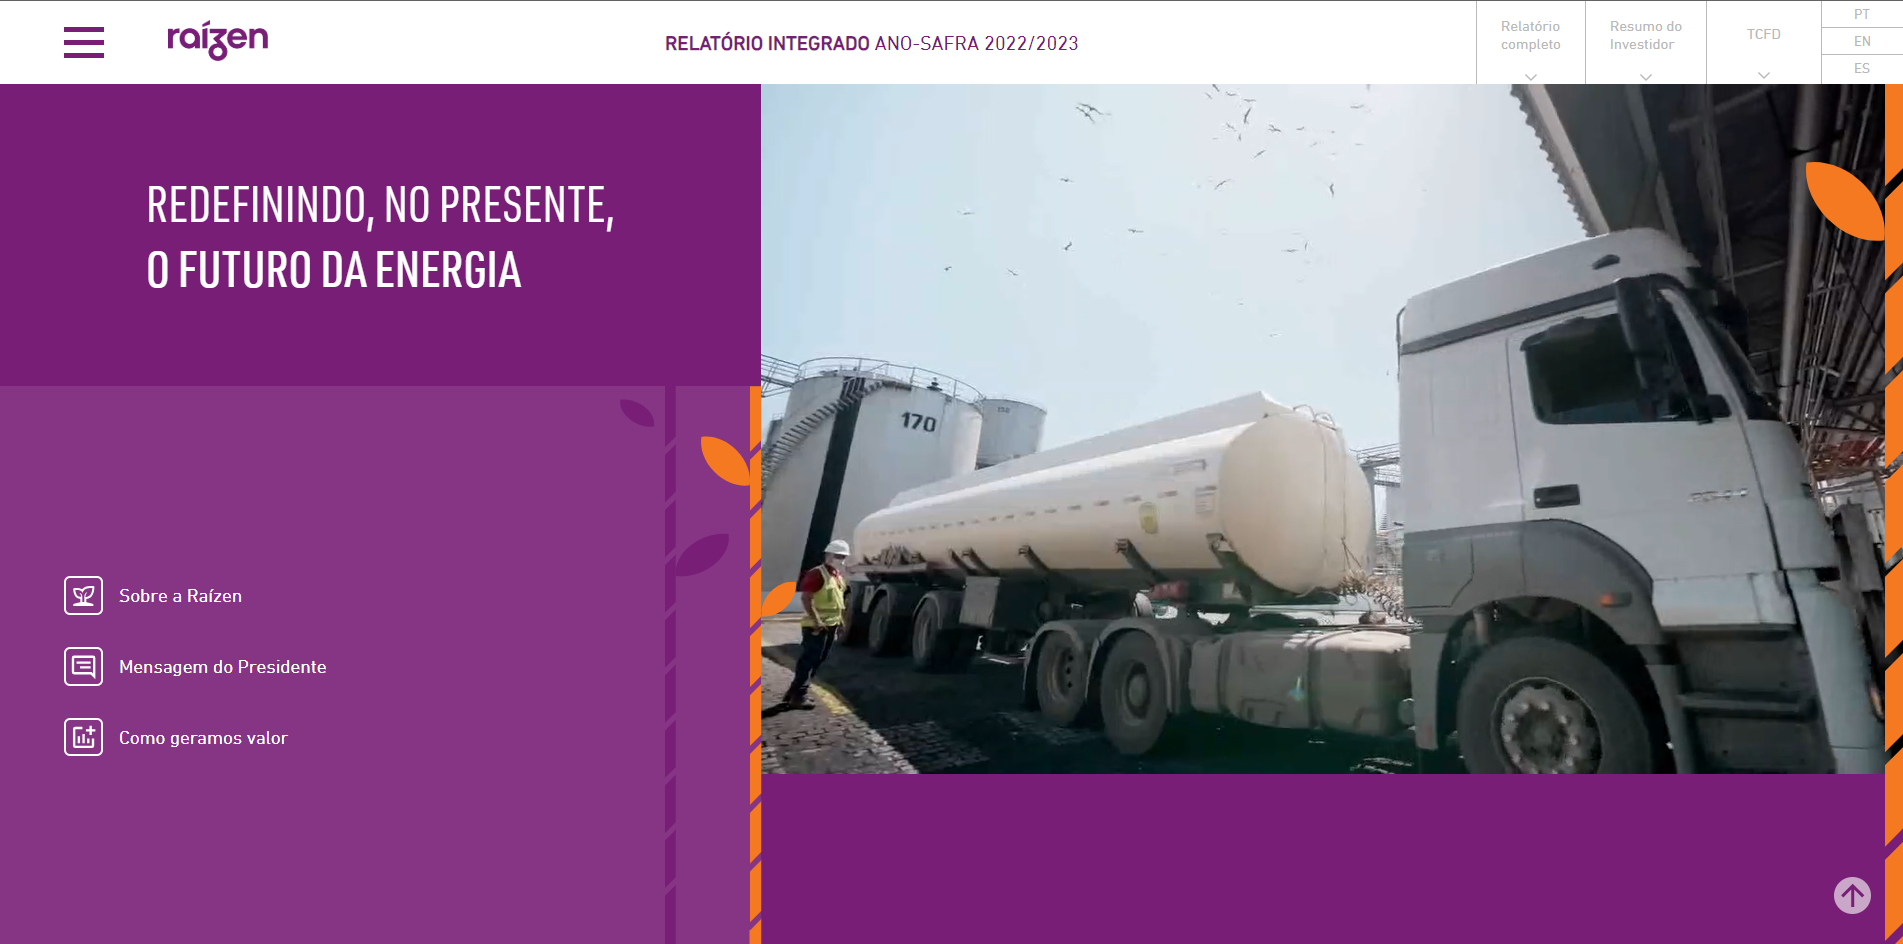 raízen
RELATÓRIO INTEGRADO ANO-SAFRA 2022/2023
Relatório
completo
Resumo do
Investidor
TCFD
PT
EN
ES
REDEFININDO, NO PRESENTE,
O FUTURO DA ENERGIA
170
Sobre a Raízen
Mensagem do Presidente
Como geramos valor